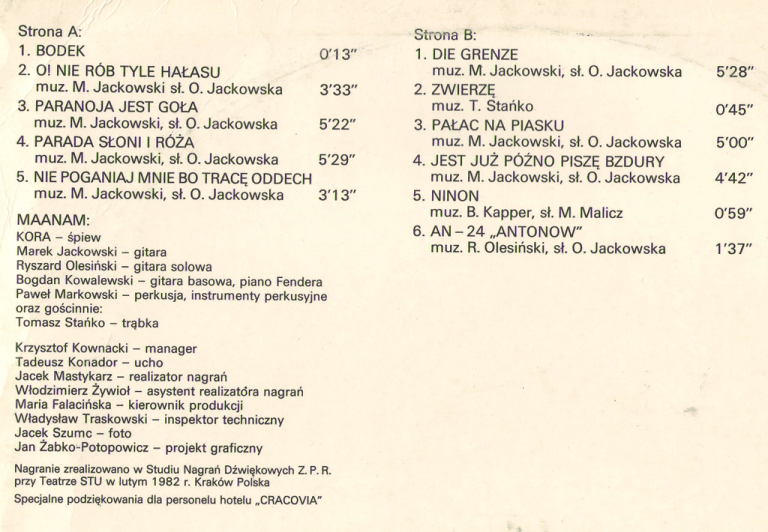 Strona A:
1. BODEK 0'13"
2. O! NIE RÓB TYLE HAŁASU
muz. M. Jackowski sł. O. Jackowska 3'33"
3. PARANOJA JEST GOŁA
muz. M. Jackowski, sł. O. Jackowska 5'22"
4. PARADA SŁONI I RÓŻA
muz. M. Jackowski, sł. O. Jackowska 5'29"
5. NIE POGANIAJ MNIE BO TRACĘ ODDECH
muz. M. Jackowski, sł. O. Jackowska 3'13"
MAANAM:
KORA – śpiew
Marek Jackowski – gitara
Ryszard Olesiński – gitara solowa
Bogdan Kowalewski – gitara basowa, piano Fendera
Paweł Markowski – perkusja, instrumenty perkusyjne
oraz gościnnie:
Tomasz Stańko – trąbka
Krzysztof Kownacki – manager
Tadeusz Konador – ucho
Jacek Mastykarz – realizator nagrań
Włodzimierz Żywioł – asystent realizatora nagrań
Maria Falacińska – kierownik produkcji
Władysław Traskowski – inspektor techniczny
Jacek Szumc – foto
Jan Żabko-Potopowicz – projekt graficzny
Nagranie zrealizowano w Studiu Nagrań Dźwiękowych Z. P. R.
przy Teatrze STU w lutym 1982 r. Kraków Polska
Specjalne podziękowania dla personelu hotelu „CRACOVIA"
Strona B:
1. DIE GRENZE
muz. M. Jackowski, sł. O. Jackowska 5'28"
2. ZWIERZĘ
muz. T. Stańko 0'45"
3. PAŁAC NA PIASKU
muz. M. Jackowski, sł. O. Jackowska 5'00"
4. JEST JUŻ PÓŹNO PISZĘ BZDURY
muz. M. Jackowski, sł. O. Jackowska 4'42"
5. NINON
muz. B. Kapper, sł. M. Malicz 0'59"
6. AN – 24 „ANTONOW"
muz. R. Olesiński, sł. O. Jackowska 1'37"